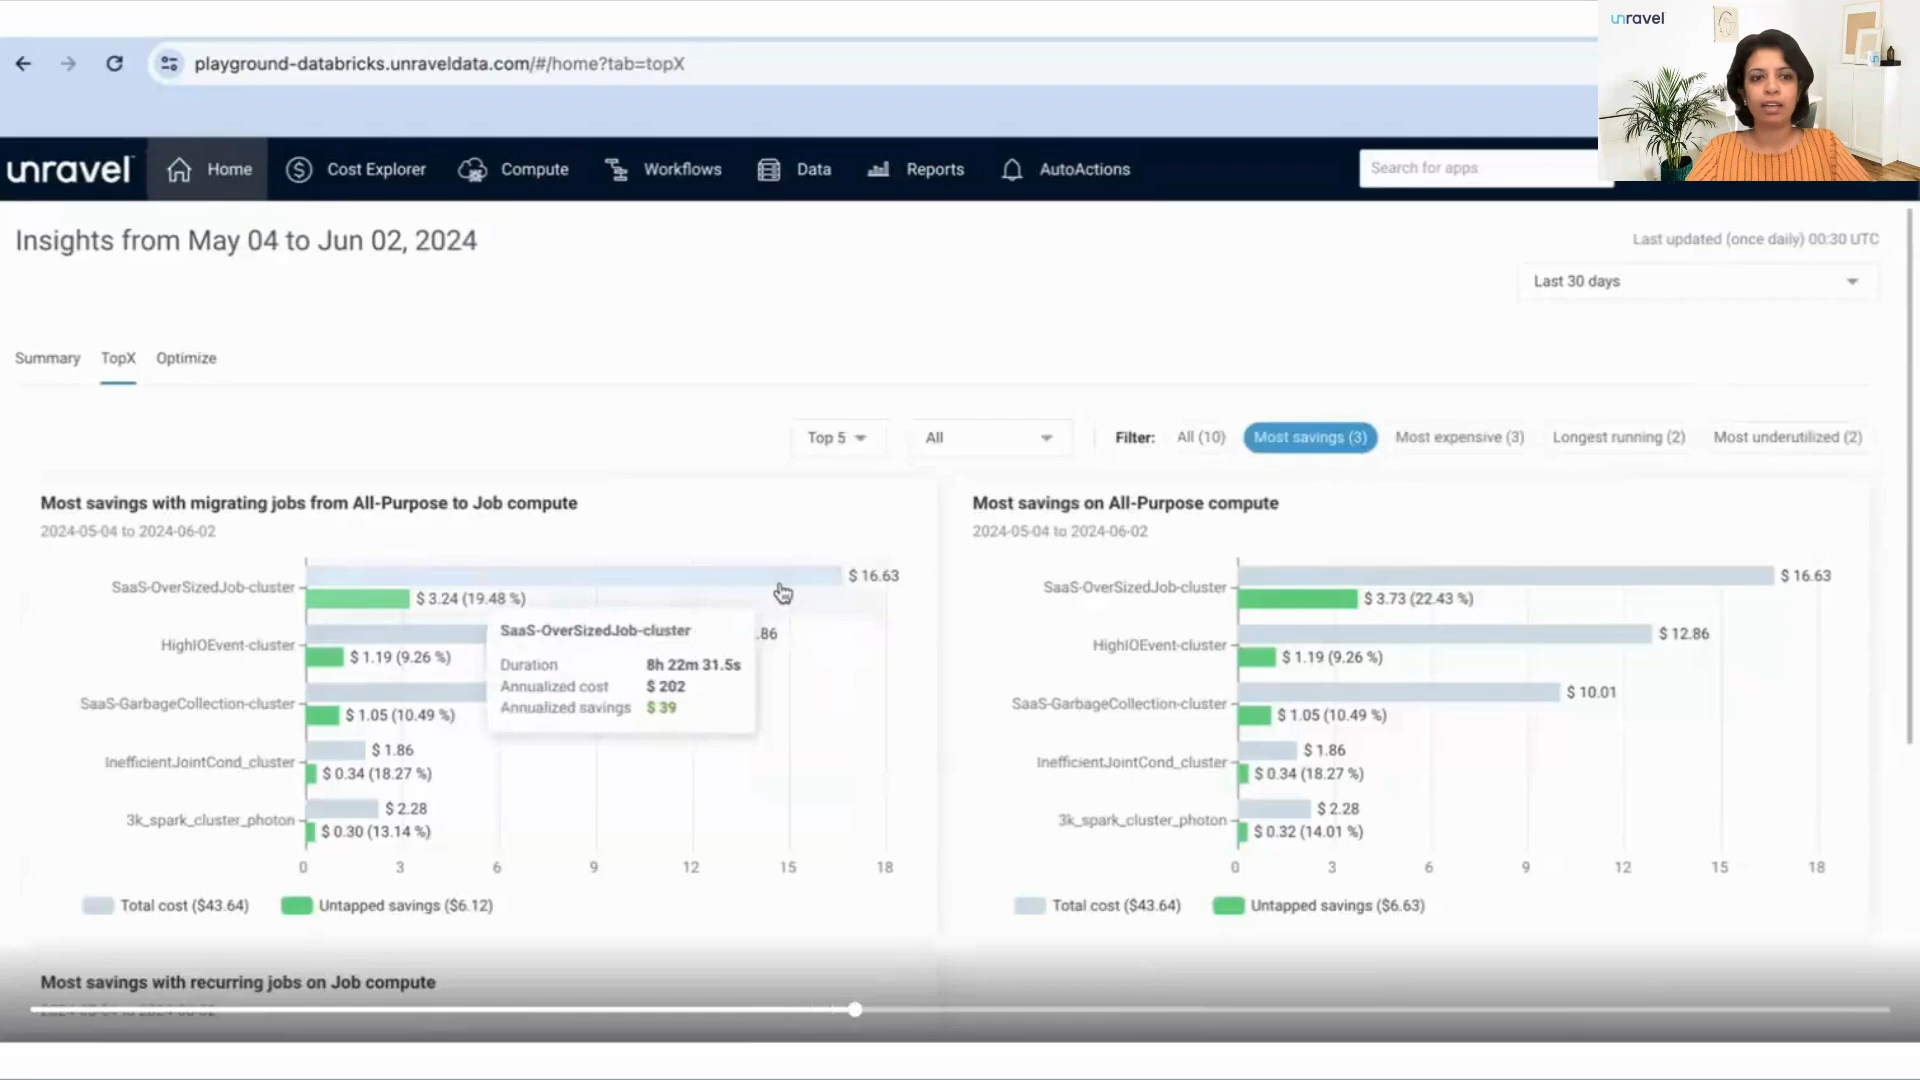 unravel
playground-databricks.unraveldata.com/#/home?tab=topX
unravel Home Cost Explorer Compute Workflows Data Reports AutoActions Search for apps
Insights from May 04 to Jun 02, 2024
Last updated (once daily) 00:30 UTC
Last 30 days
Summary TopX Optimize
Top 5 All Filter: All (10) Most savings (3) Most expensive (3) Longest running (2) Most underutilized (2)
Most savings with migrating jobs from All-Purpose to Job compute
2024-05-04 to 2024-06-02
SaaS-OverSizedJob-cluster
$ 16.63
$ 3.24 (19.48 %)
HighIOEvent-cluster
.86
$ 1.19 (9.26 %)
SaaS-GarbageCollection-cluster
$ 1.05 (10.49 %)
InefficientJointCond_cluster
$ 1.86
$ 0.34 (18.27 %)
3k_spark_cluster_photon
$ 2.28
$ 0.30 (13.14 %)
0 3 6 9 12 15 18
Total cost ($43.64) Untapped savings ($6.12)
SaaS-OverSizedJob-cluster
Duration 8h 22m 31.5s
Annualized cost $ 202
Annualized savings $ 39
Most savings on All-Purpose compute
2024-05-04 to 2024-06-02
SaaS-OverSizedJob-cluster
$ 16.63
$ 3.73 (22.43 %)
HighIOEvent-cluster
$ 12.86
$ 1.19 (9.26 %)
SaaS-GarbageCollection-cluster
$ 10.01
$ 1.05 (10.49 %)
InefficientJointCond_cluster
$ 1.86
$ 0.34 (18.27 %)
3k_spark_cluster_photon
$ 2.28
$ 0.32 (14.01 %)
0 3 6 9 12 15 18
Total cost ($43.64) Untapped savings ($6.63)
Most savings with recurring jobs on Job compute